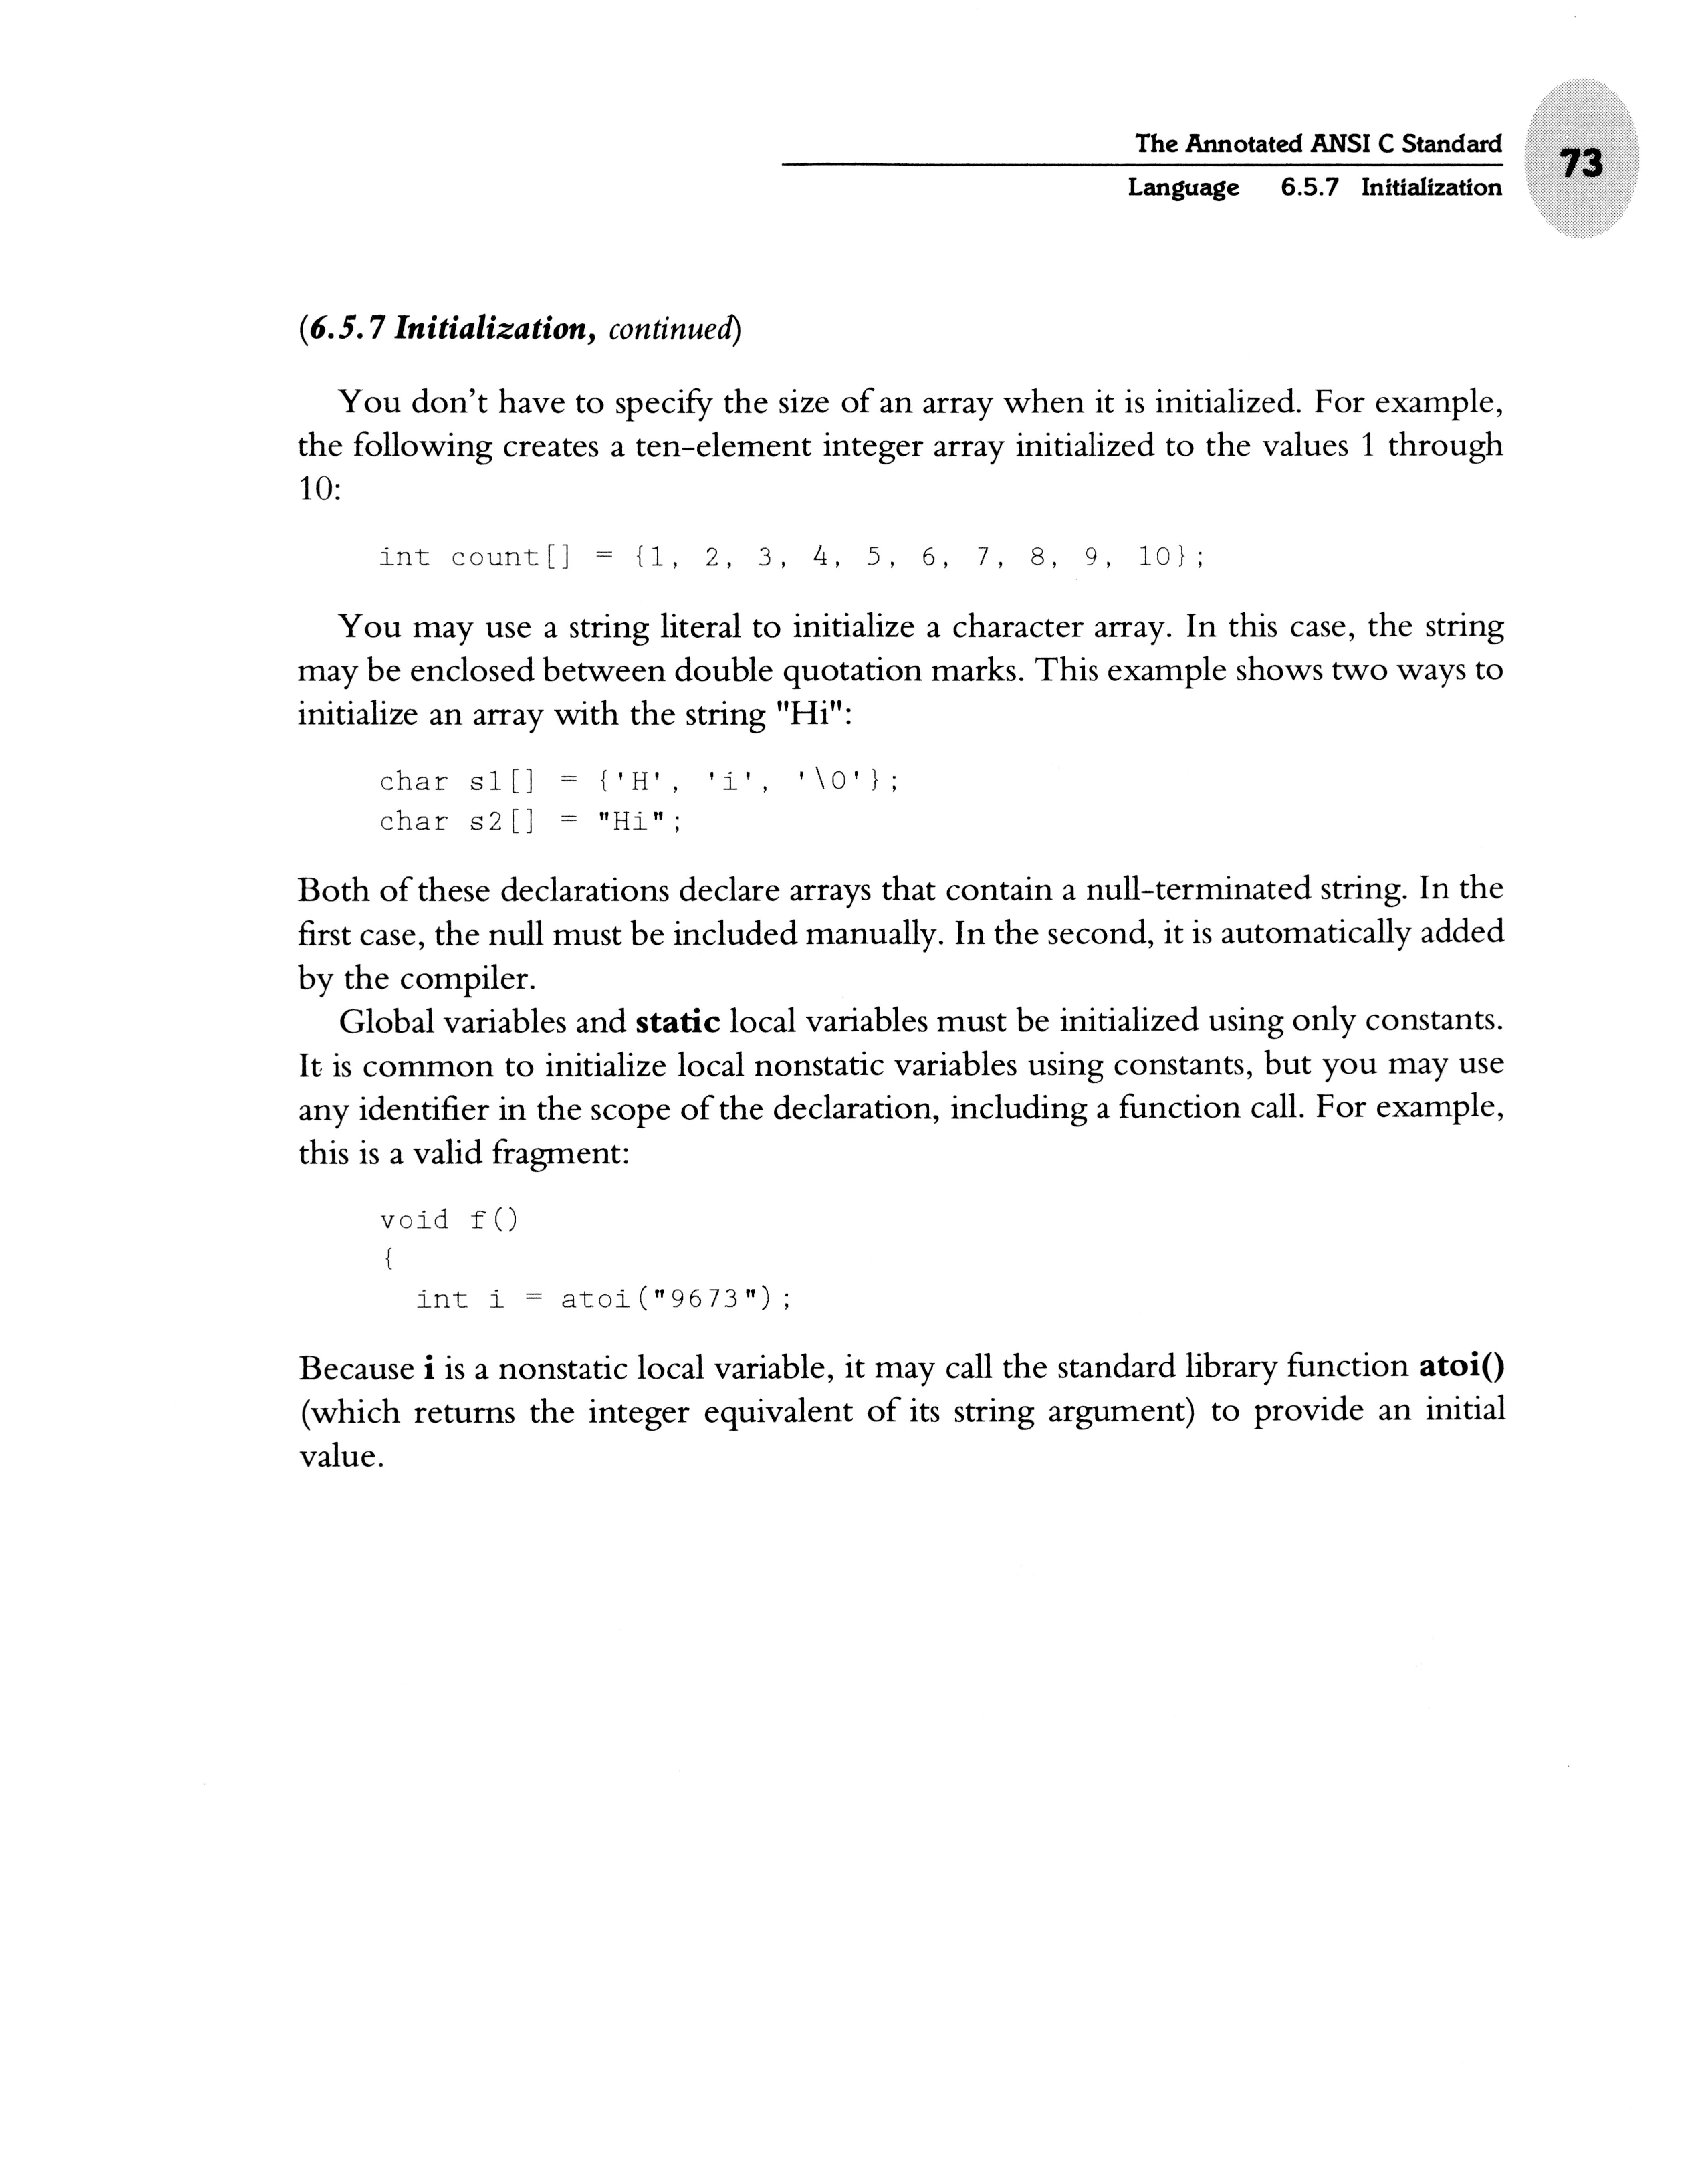 The Annotated ANSI C Standard
73
Language 6.5.7 Initialization
(6.5.7 Initialization, continued)
You don't have to specify the size of an array when it is initialized. For example,
the following creates a ten-element integer array initialized to the values 1 through
10:
int count[] = {1, 2, 3, 4, 5, 6, 7, 8, 9, 10};
You may use a string literal to initialize a character array. In this case, the string
may be enclosed between double quotation marks. This example shows two ways to
initialize an array with the string "Hi":
char s1[] = {'H', 'i', '\0'};
char s2[] = "Hi";
Both of these declarations declare arrays that contain a null-terminated string. In the
first case, the null must be included manually. In the second, it is automatically added
by the compiler.
Global variables and static local variables must be initialized using only constants.
It is common to initialize local nonstatic variables using constants, but you may use
any identifier in the scope of the declaration, including a function call. For example,
this is a valid fragment:
void f()
{
int i = atoi("9673");
Because i is a nonstatic local variable, it may call the standard library function atoi()
(which returns the integer equivalent of its string argument) to provide an initial
value.